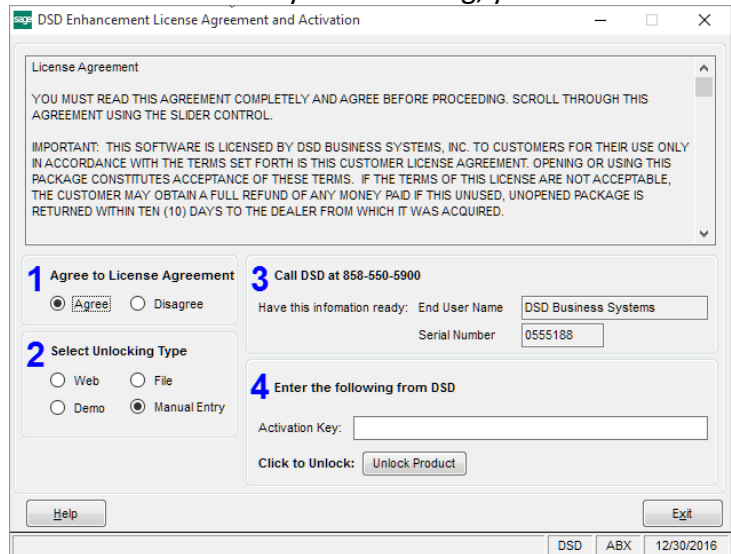 sage DSD Enhancement License Agreement and Activation
License Agreement
YOU MUST READ THIS AGREEMENT COMPLETELY AND AGREE BEFORE PROCEEDING. SCROLL THROUGH THIS
AGREEMENT USING THE SLIDER CONTROL.
IMPORTANT: THIS SOFTWARE IS LICENSED BY DSD BUSINESS SYSTEMS, INC. TO CUSTOMERS FOR THEIR USE ONLY
IN ACCORDANCE WITH THE TERMS SET FORTH IS THIS CUSTOMER LICENSE AGREEMENT. OPENING OR USING THIS
PACKAGE CONSTITUTES ACCEPTANCE OF THESE TERMS. IF THE TERMS OF THIS LICENSE ARE NOT ACCEPTABLE,
THE CUSTOMER MAY OBTAIN A FULL REFUND OF ANY MONEY PAID IF THIS UNUSED, UNOPENED PACKAGE IS
RETURNED WITHIN TEN (10) DAYS TO THE DEALER FROM WHICH IT WAS ACQUIRED.
1 Agree to License Agreement
Agree Disagree
2 Select Unlocking Type
Web File
Demo Manual Entry
3 Call DSD at 858-550-5900
Have this infomation ready: End User Name DSD Business Systems
Serial Number 0555188
4 Enter the following from DSD
Activation Key:
Click to Unlock: Unlock Product
Help Exit
DSD ABX 12/30/2016